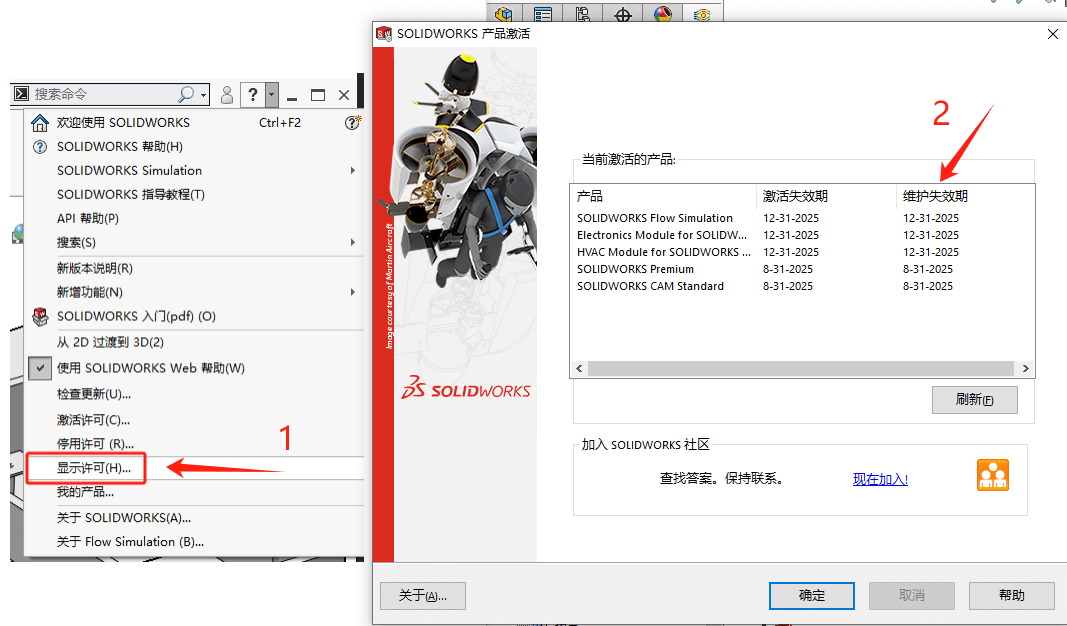 搜索命令
?
欢迎使用 SOLIDWORKS Ctrl+F2
SOLIDWORKS 帮助(H)
SOLIDWORKS Simulation
SOLIDWORKS 指导教程(T)
API 帮助(P)
搜索(S)
新版本说明(R)
新增功能(N)
SOLIDWORKS 入门(pdf) (O)
从 2D 过渡到 3D(2)
使用 SOLIDWORKS Web 帮助(W)
检查更新(U)...
激活许可(C)...
停用许可 (R)...
显示许可(H)...
我的产品...
关于 SOLIDWORKS(A)...
关于 Flow Simulation (B)...
1
SOLIDWORKS 产品激活
Image courtesy of Martin Aircraft
SOLIDWORKS
2
当前激活的产品:
产品 激活失效期 维护失效期
SOLIDWORKS Flow Simulation 12-31-2025 12-31-2025
Electronics Module for SOLIDW... 12-31-2025 12-31-2025
HVAC Module for SOLIDWORKS ... 12-31-2025 12-31-2025
SOLIDWORKS Premium 8-31-2025 8-31-2025
SOLIDWORKS CAM Standard 8-31-2025 8-31-2025
刷新(F)
加入 SOLIDWORKS 社区
查找答案。保持联系。 现在加入!
关于(A)... 确定 取消 帮助